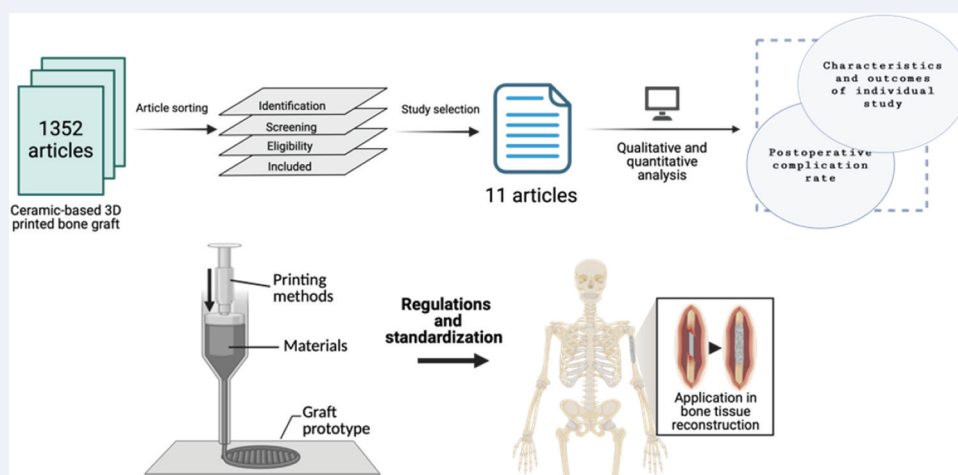 1352
articles
Ceramic-based 3D
printed bone graft
Article sorting
Identification
Screening
Eligibility
Included
Study selection
11 articles
Qualitative and
quantitative
analysis
Characteristics
and outcomes
of individual
study
Postoperative
complication
rate
Printing
methods
Materials
Graft
prototype
Regulations
and
standardization
Application in
bone tissue
reconstruction